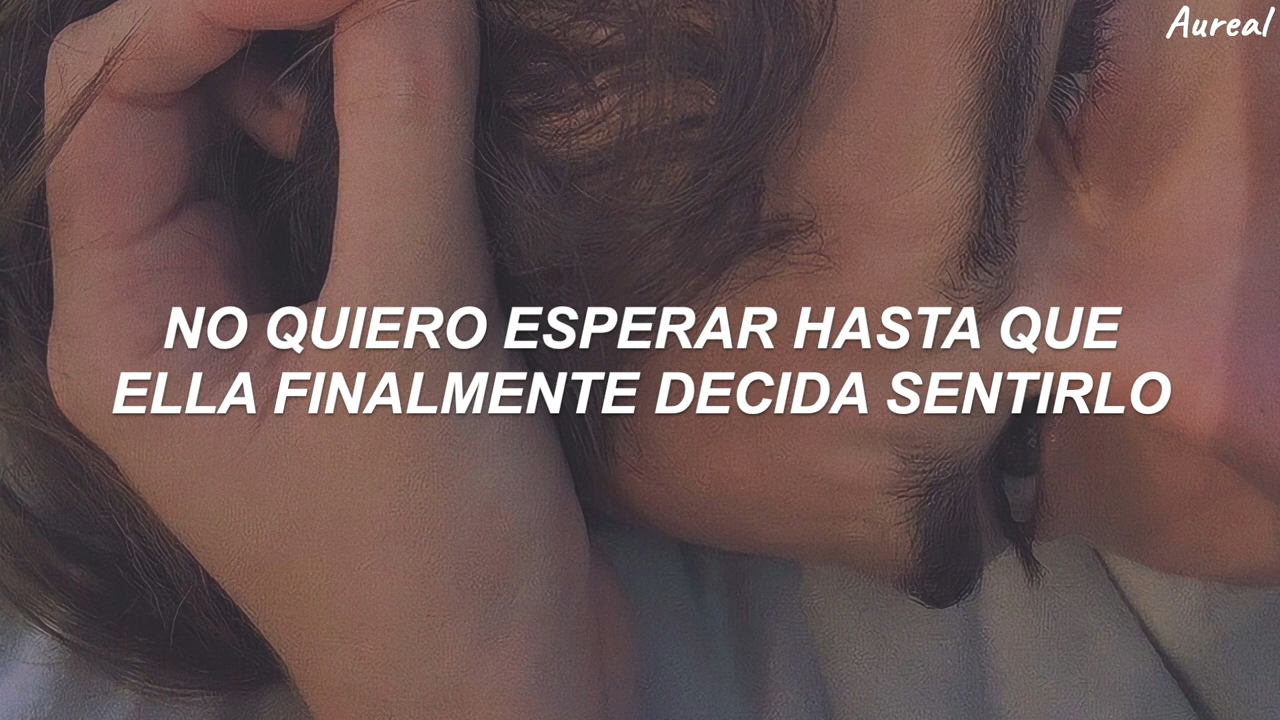 Aureal
NO QUIERO ESPERAR HASTA QUE
ELLA FINALMENTE DECIDA SENTIRLO